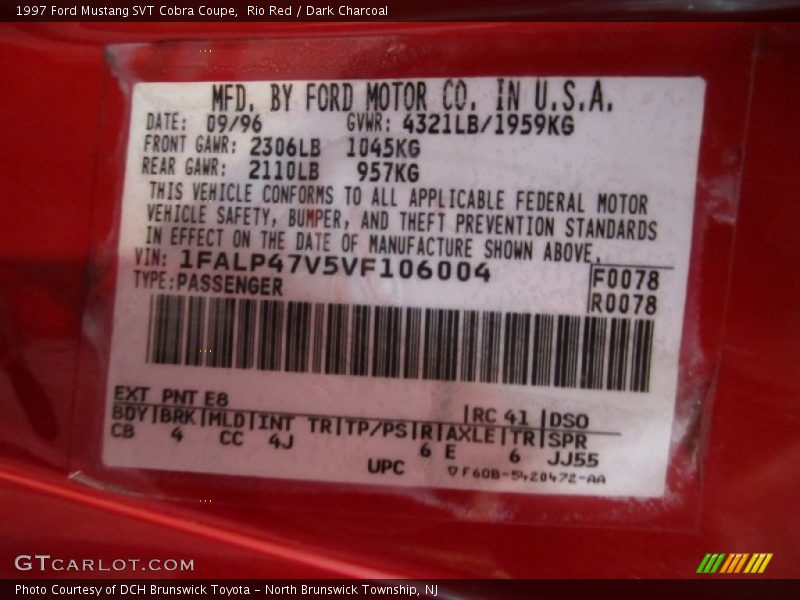 1997 Ford Mustang SVT Cobra Coupe,  Rio Red / Dark Charcoal
MFD. BY FORD MOTOR CO. IN U.S.A.
DATE: 09/96 GVWR: 4321LB/1959KG
FRONT GAWR: 2306LB 1045KG
REAR GAWR: 2110LB 957KG
THIS VEHICLE CONFORMS TO ALL APPLICABLE FEDERAL MOTOR
VEHICLE SAFETY, BUMPER, AND THEFT PREVENTION STANDARDS
IN EFFECT ON THE DATE OF MANUFACTURE SHOWN ABOVE.
VIN: 1FALP47V5VF106004
F0078
TYPE: PASSENGER
R0078
EXT PNT E8 |RC 41 |DSO
BDY|BRK|MLD|INT TR|TP/PS|R|AXLE|TR|SPR
CB 4 CC 4J 6 E 6 JJ55
UPC F60B-5420472-AA
GTCARLOT.COM
Photo Courtesy of DCH Brunswick Toyota - North Brunswick Township, NJ